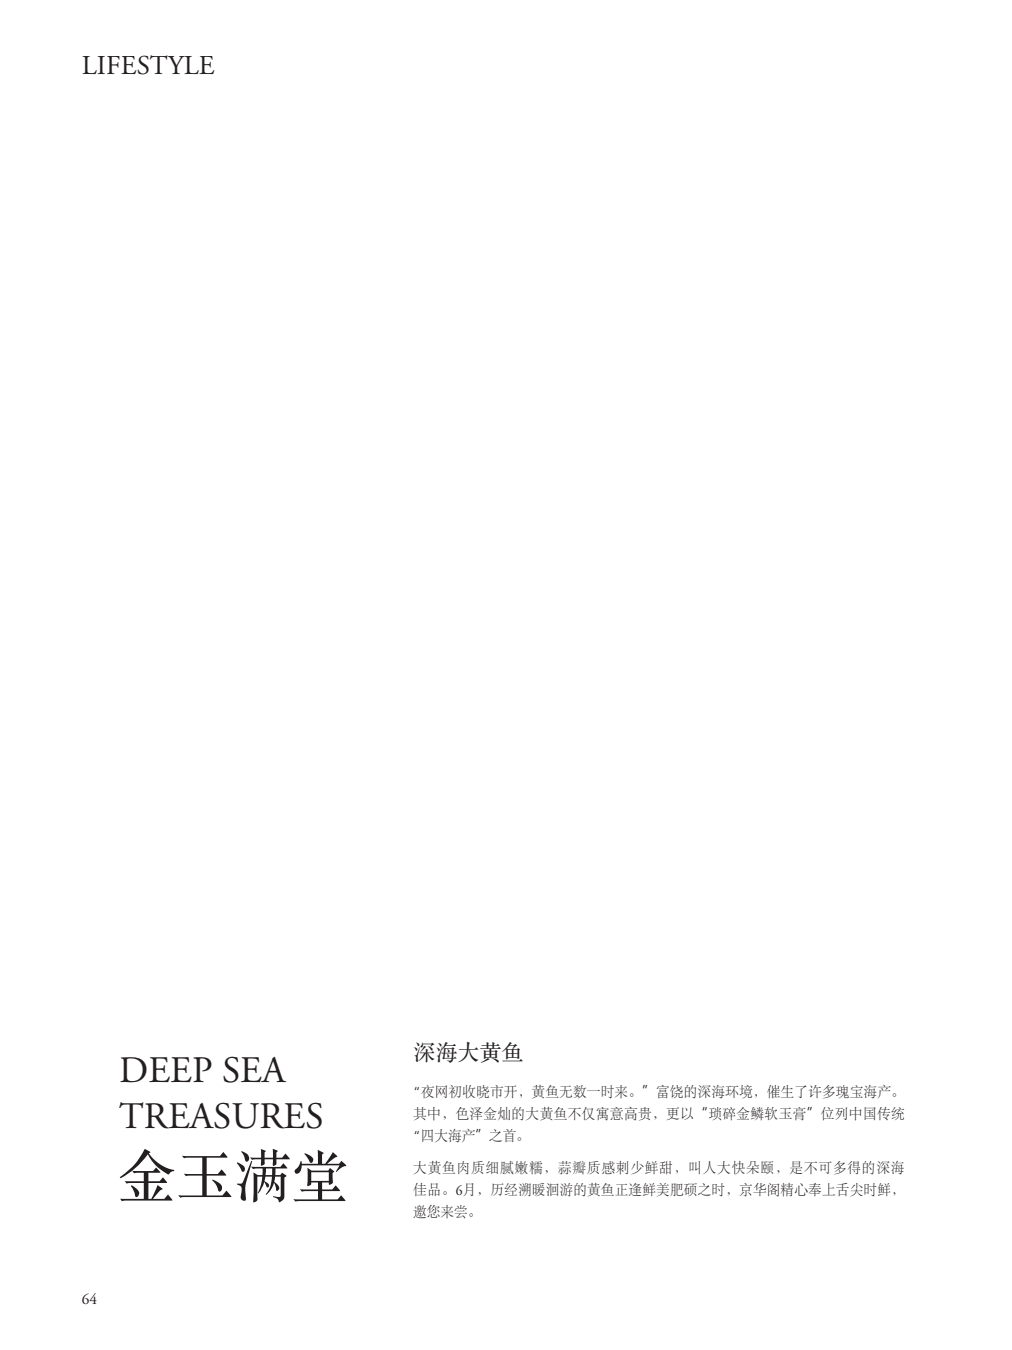 LIFESTYLE
DEEP SEA
TREASURES
金玉满堂
深海大黄鱼
“夜网初收晓市开，黄鱼无数一时来。”富饶的深海环境，催生了许多瑰宝海产。
其中，色泽金灿的大黄鱼不仅寓意高贵，更以“琐碎金鳞软玉膏”位列中国传统
“四大海产”之首。
大黄鱼肉质细腻嫩糯，蒜瓣质感刺少鲜甜，叫人大快朵颐，是不可多得的深海
佳品。6月，历经溯暖洄游的黄鱼正逢鲜美肥硕之时，京华阁精心奉上舌尖时鲜，
邀您来尝。
64